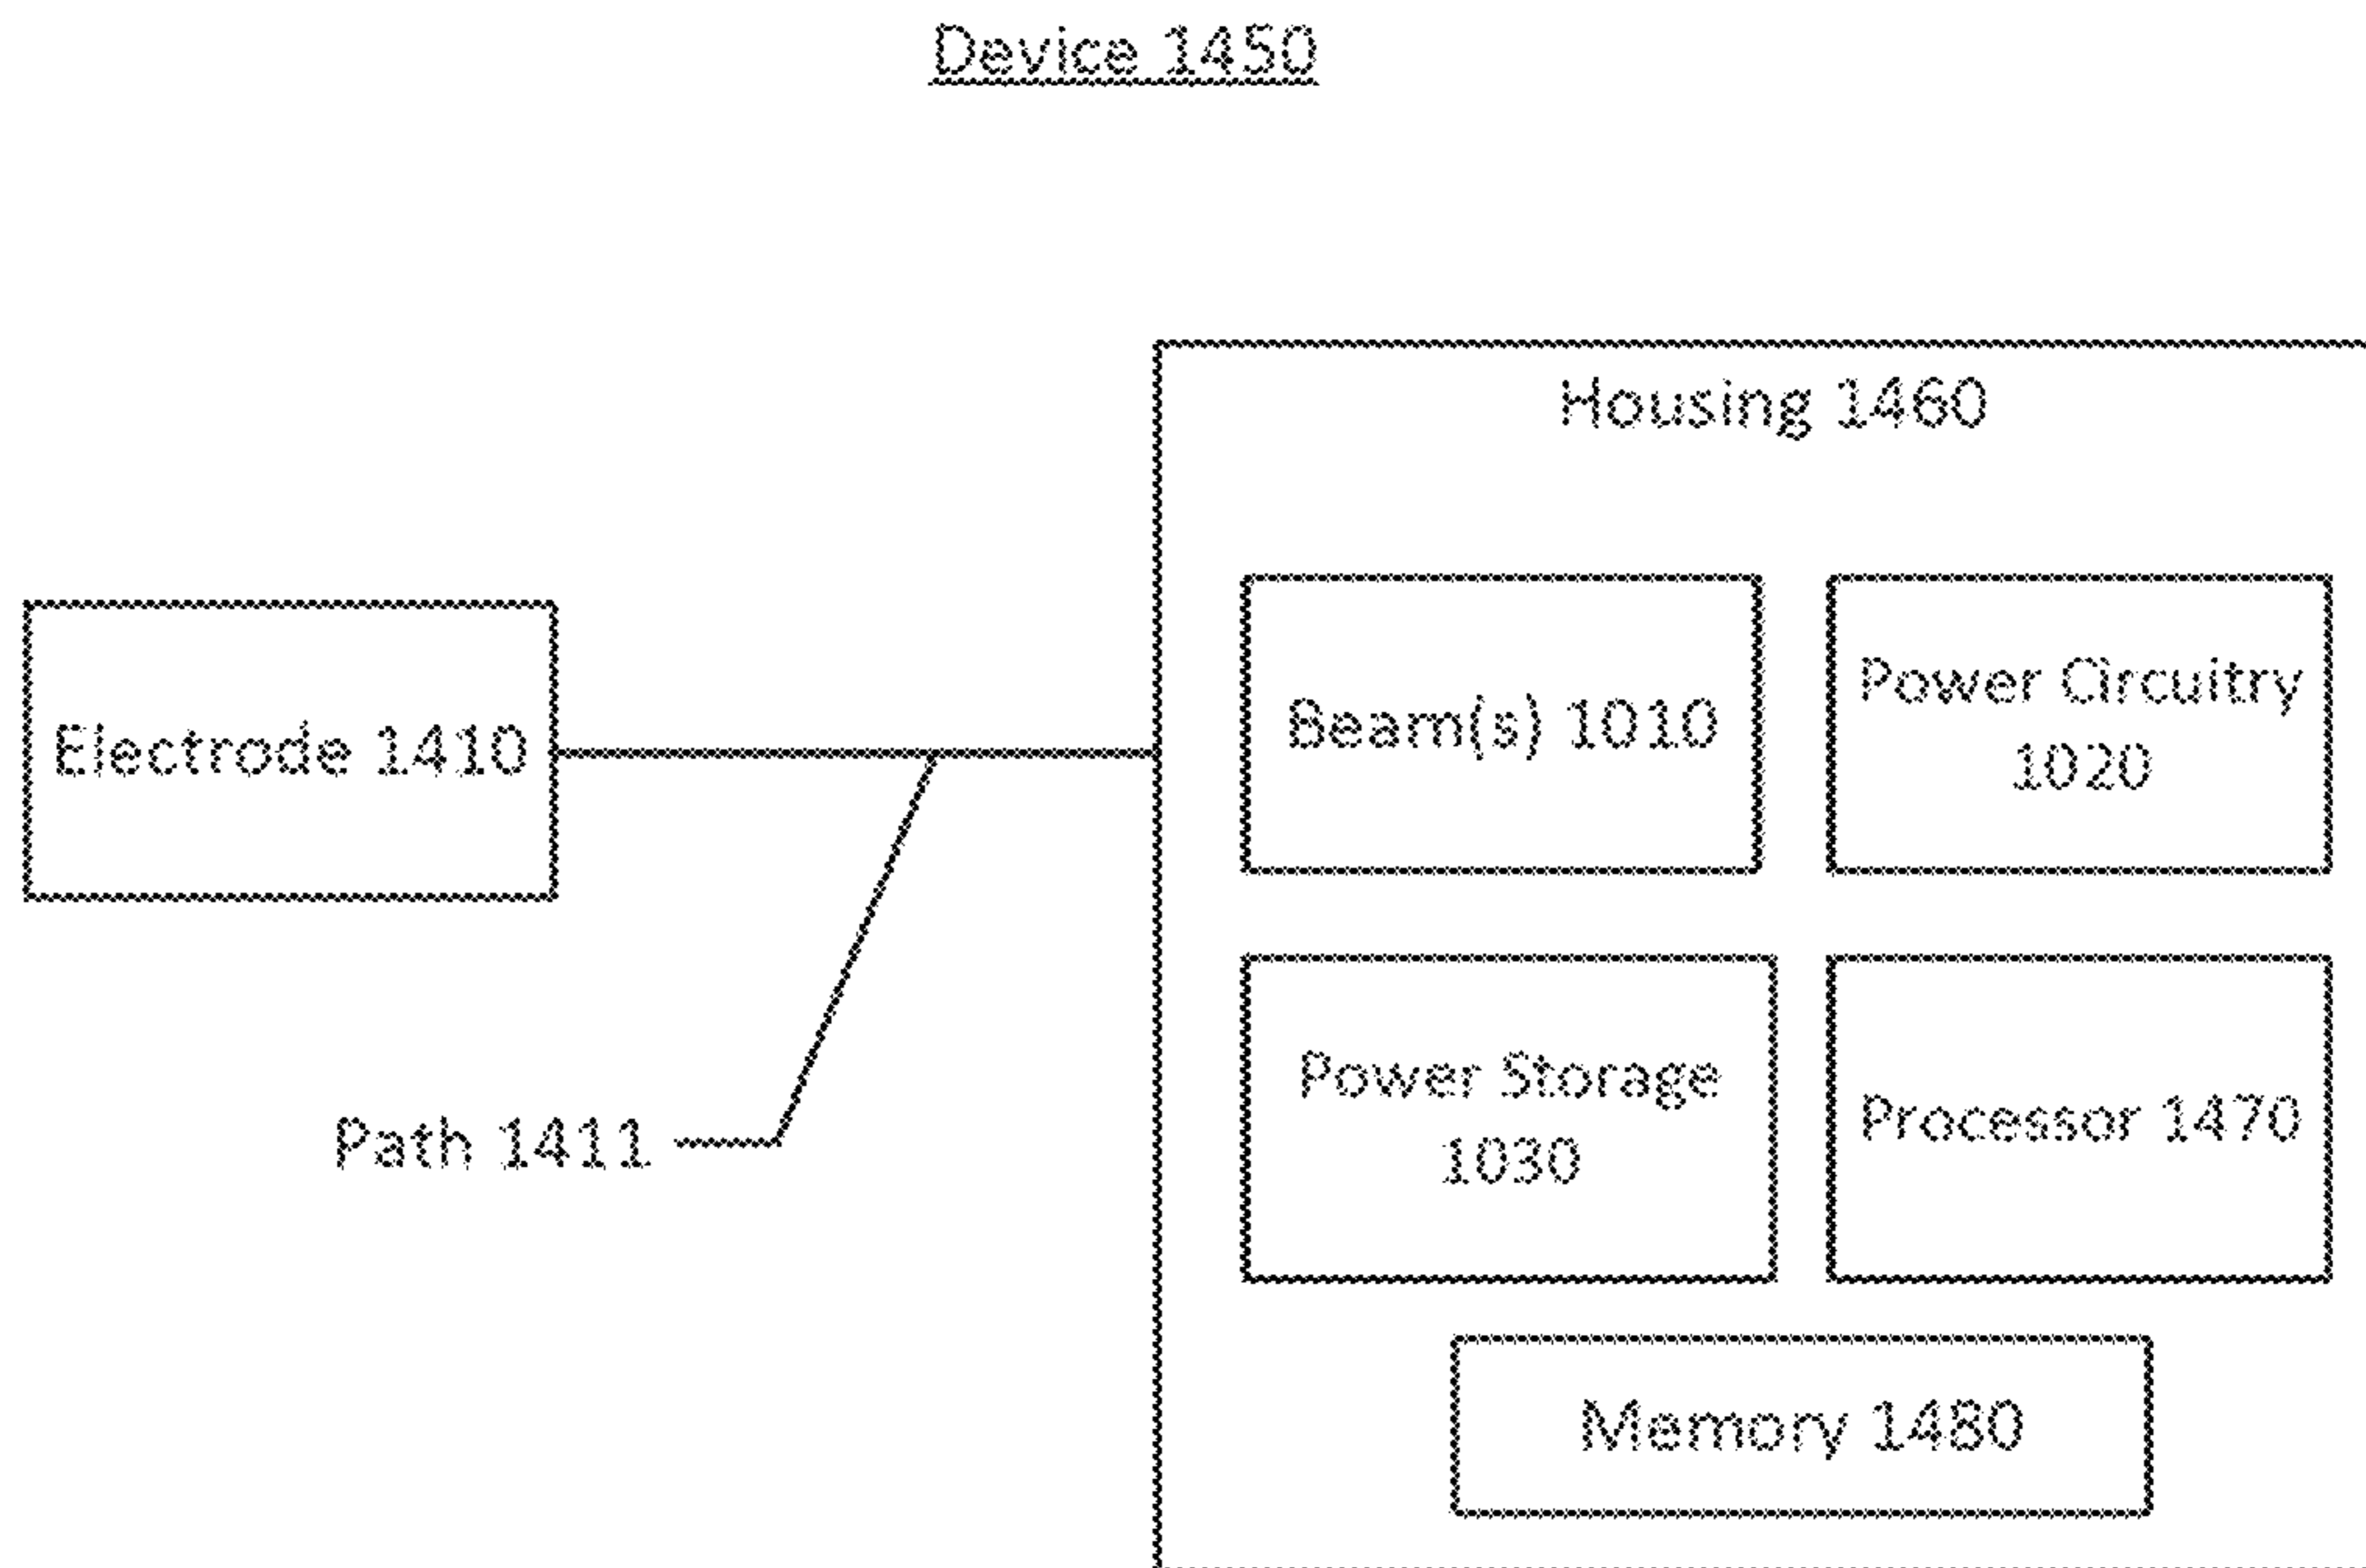 Device 1450
Housing 1460
Electrode 1410
Beam(s) 1010
Power Circuitry
1020
Path 1411
Power Storage
1030
Processor 1470
Memory 1480